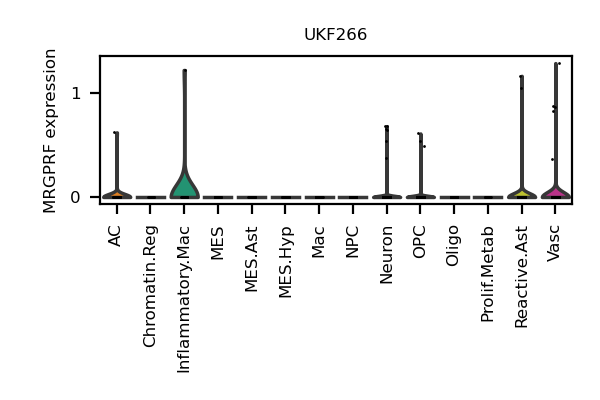 UKF266
MRGPRF expression
1
0
AC
Chromatin.Reg
Inflammatory.Mac
MES
MES.Ast
MES.Hyp
Mac
NPC
Neuron
OPC
Oligo
Prolif.Metab
Reactive.Ast
Vasc